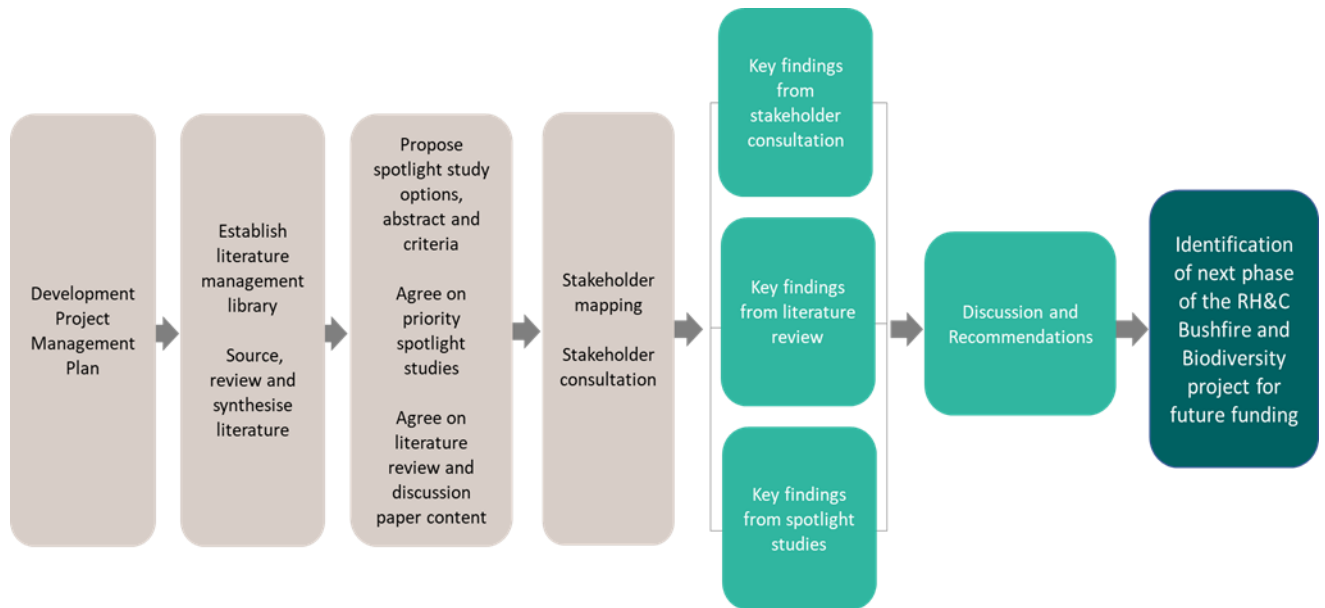 Development
Project
Management
Plan
Establish
literature
management
library
Source,
review and
synthesise
literature
Propose
spotlight study
options,
abstract and
criteria
Agree on
priority
spotlight
studies
Agree on
literature
review and
discussion
paper content
Stakeholder
mapping
Stakeholder
consultation
Key findings
from
stakeholder
consultation
Key findings
from literature
review
Key findings
from spotlight
studies
Discussion and
Recommendations
Identification
of next phase
of the RH&C
Bushfire and
Biodiversity
project for
future funding